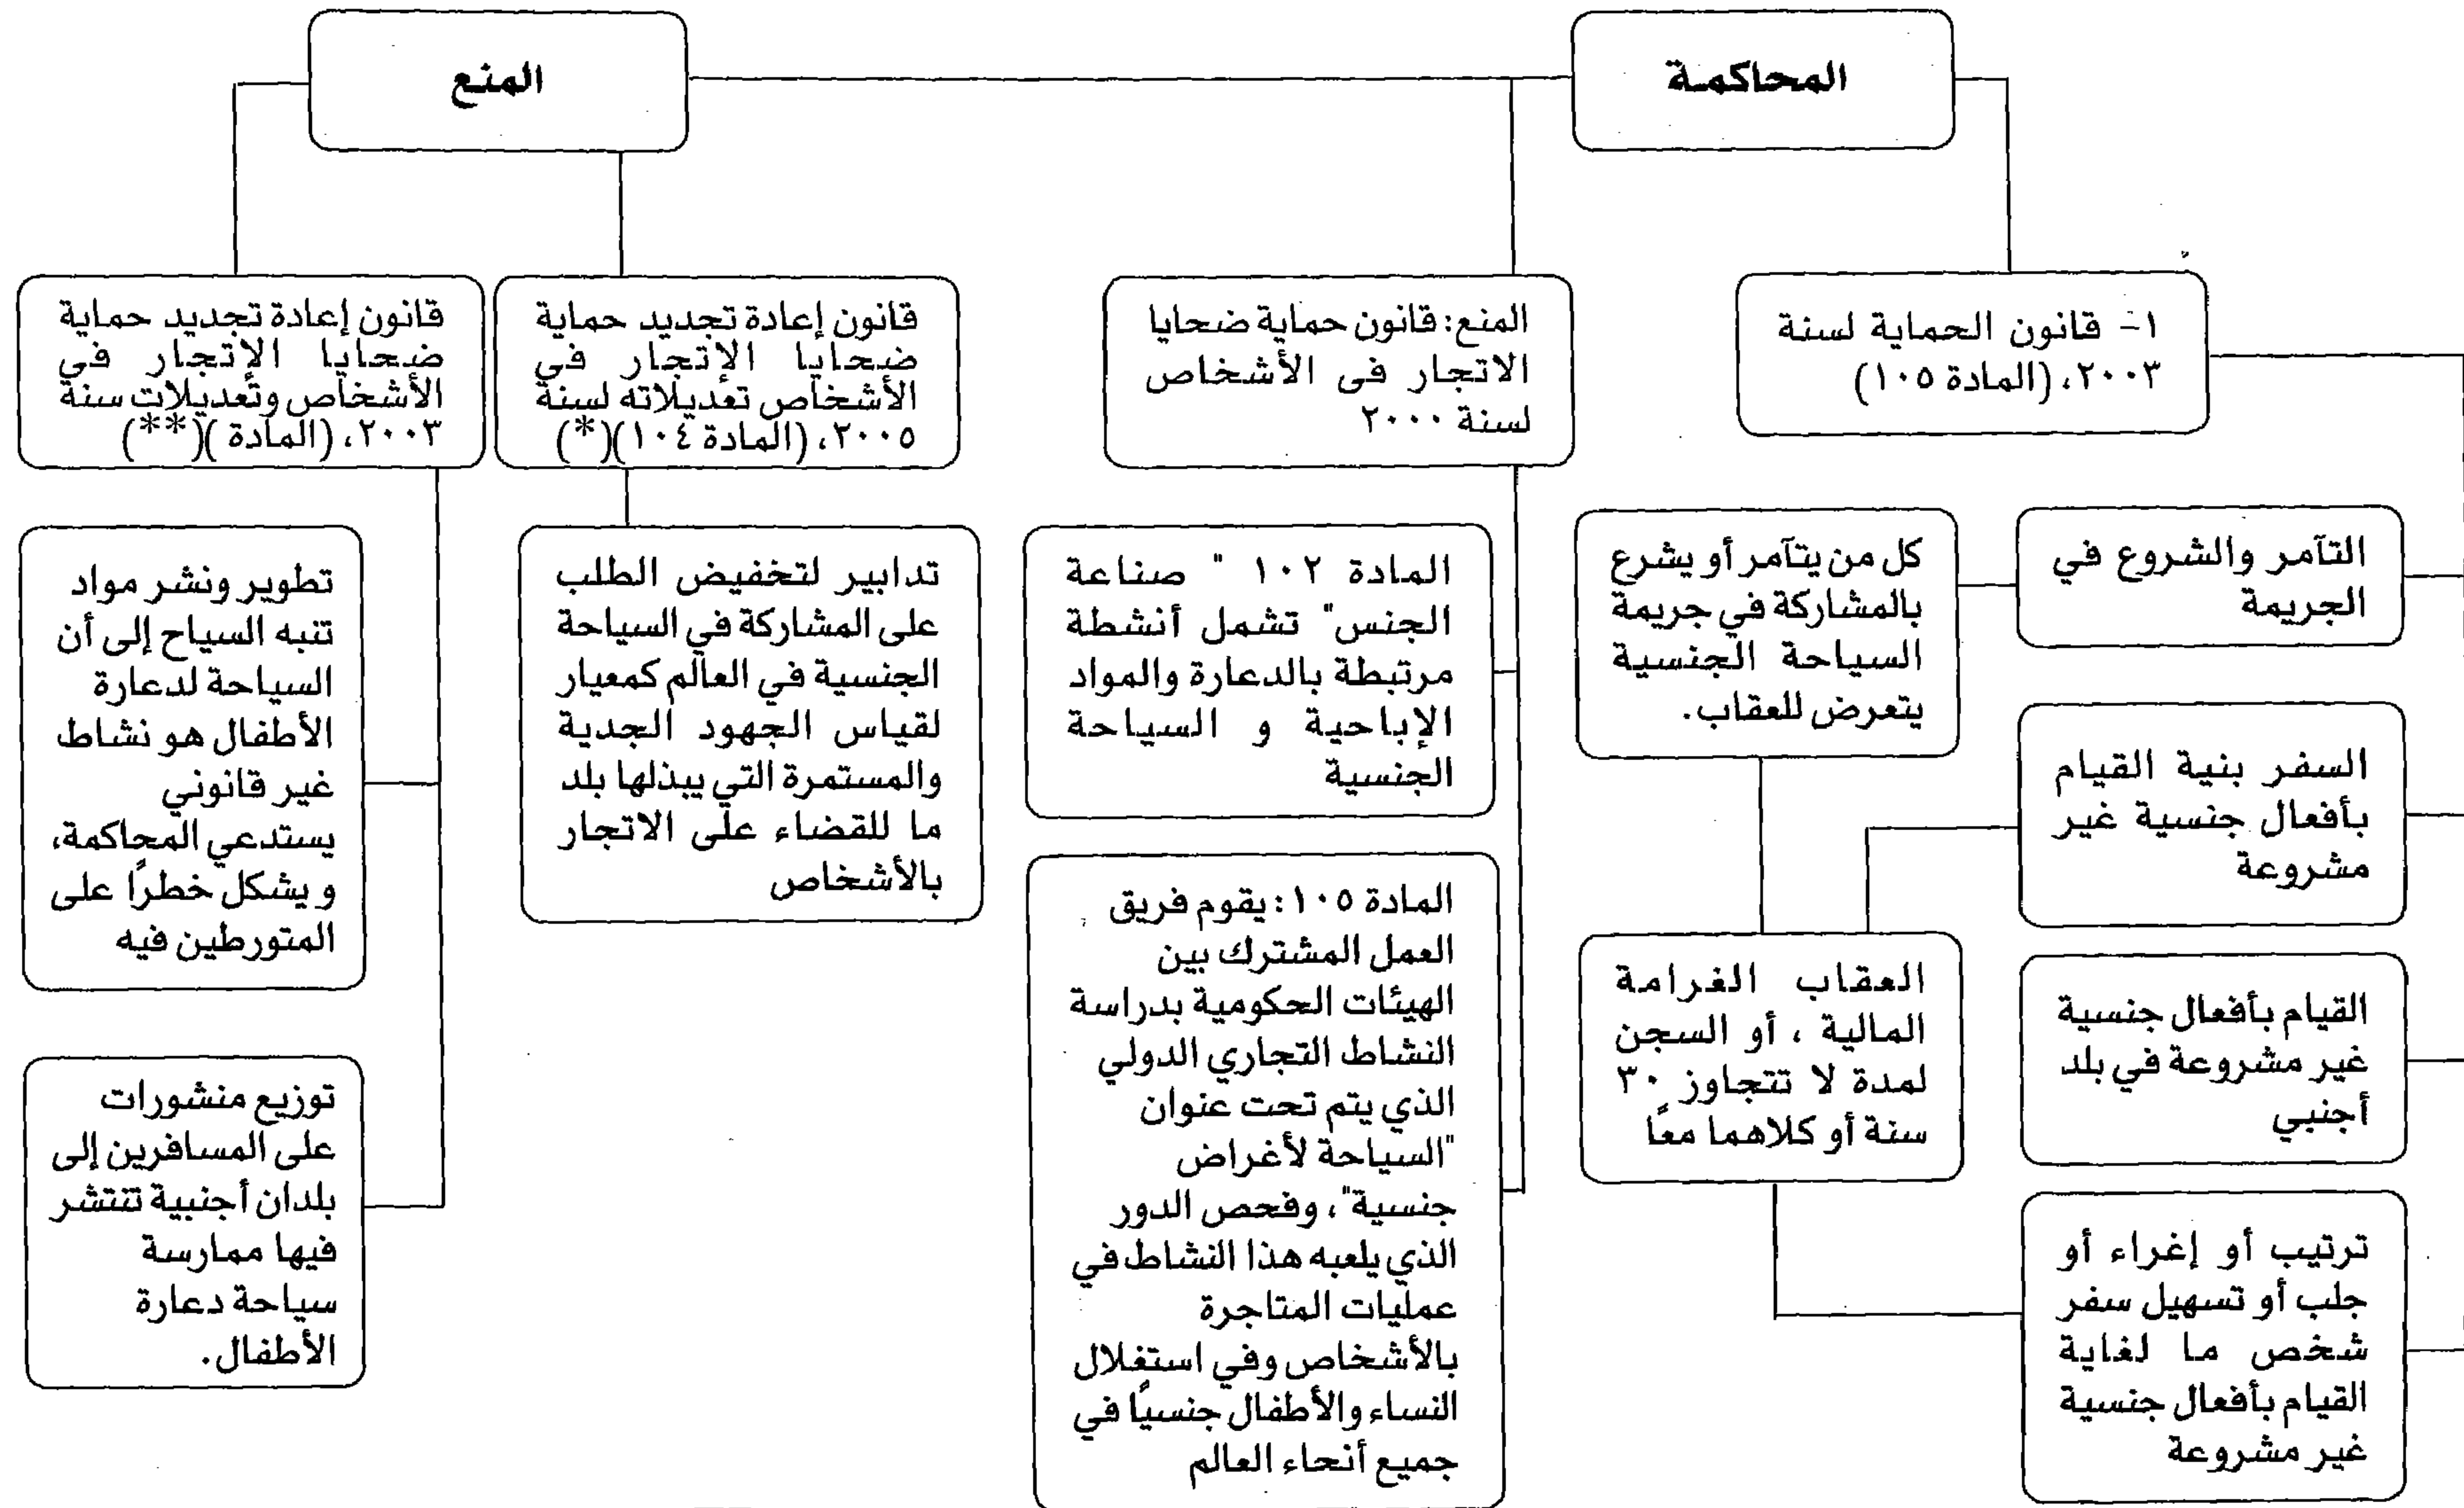 المحاكمة
المنع
١- قانون الحماية لسنة
٢٠٠٣، (المادة ١٠٥)
التآمر والشروع في
الجريمة
كل من يتآمر أو يشرع
بالمشاركة في جريمة
السياحة الجنسية
يتعرض للعقاب.
السفر بنية القيام
بأفعال جنسية غير
مشروعة
القيام بأفعال جنسية
غير مشروعة في بلد
أجنبي
ترتيب أو إغراء أو
جلب أو تسهيل سفر
شخص ما لغاية
القيام بأفعال جنسية
غير مشروعة
العقاب الغرامة
المالية ، أو السجن
لمدة لا تتجاوز ٣٠
سنة أو كلاهما معًا
المنع: قانون حماية ضحايا
الاتجار فى الأشخاص
لسنة ٢٠٠٠
المادة ١٠٢ " صناعة
الجنس" تشمل أنشطة
مرتبطة بالدعارة والمواد
الإباحية و السياحة
الجنسية
المادة ١٠٥: يقوم فريق
العمل المشترك بين
الهيئات الحكومية بدراسة
النشاط التجاري الدولي
الذي يتم تحت عنوان
"السياحة لأغراض
جنسية"، وفحص الدور
الذي يلعبه هذا النشاط في
عمليات المتاجرة
بالأشخاص وفي استغلال
النساء والأطفال جنسيًا في
جميع أنحاء العالم
قانون إعادة تجديد حماية
ضحايا الإتجار في
الأشخاص تعديلاته لسنة
٢٠٠٥، (المادة ١٠٤)(*)
تدابير لتخفيض الطلب
على المشاركة في السياحة
الجنسية في العالم كمعيار
لقياس الجهود الجدية
والمستمرة التي يبذلها بلد
ما للقضاء على الاتجار
بالأشخاص
قانون إعادة تجديد حماية
ضحايا الإتجار في
الأشخاص وتعديلات سنة
٢٠٠٣، (المادة )(**)
تطوير ونشر مواد
تنبه السياح إلى أن
السياحة لدعارة
الأطفال هو نشاط
غير قانوني
يستدعي المحاكمة،
و يشكل خطرًا على
المتورطين فيه
توزيع منشورات
على المسافرين إلى
بلدان أجنبية تنتشر
فيها ممارسة
سياحة دعارة
الأطفال.